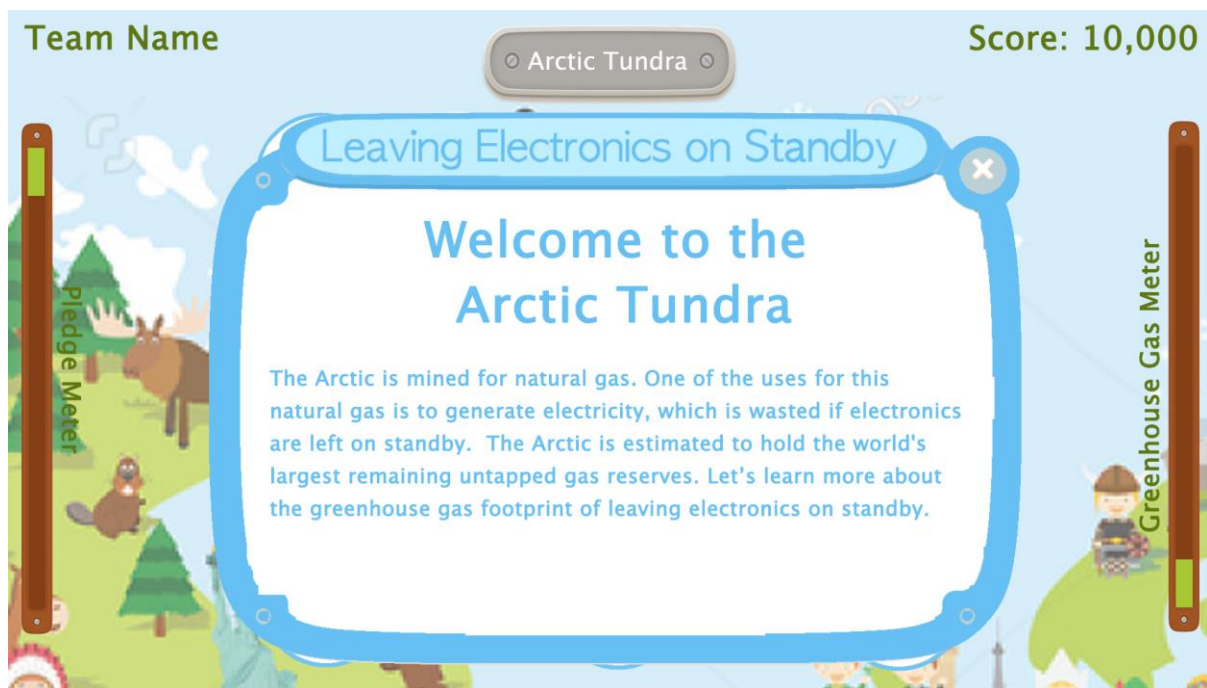 Team Name
Arctic Tundra
Score: 10,000
Leaving Electronics on Standby
Welcome to the
Arctic Tundra
The Arctic is mined for natural gas. One of the uses for this
natural gas is to generate electricity, which is wasted if electronics
are left on standby.  The Arctic is estimated to hold the world's
largest remaining untapped gas reserves. Let’s learn more about
the greenhouse gas footprint of leaving electronics on standby.
Pledge Meter
Greenhouse Gas Meter